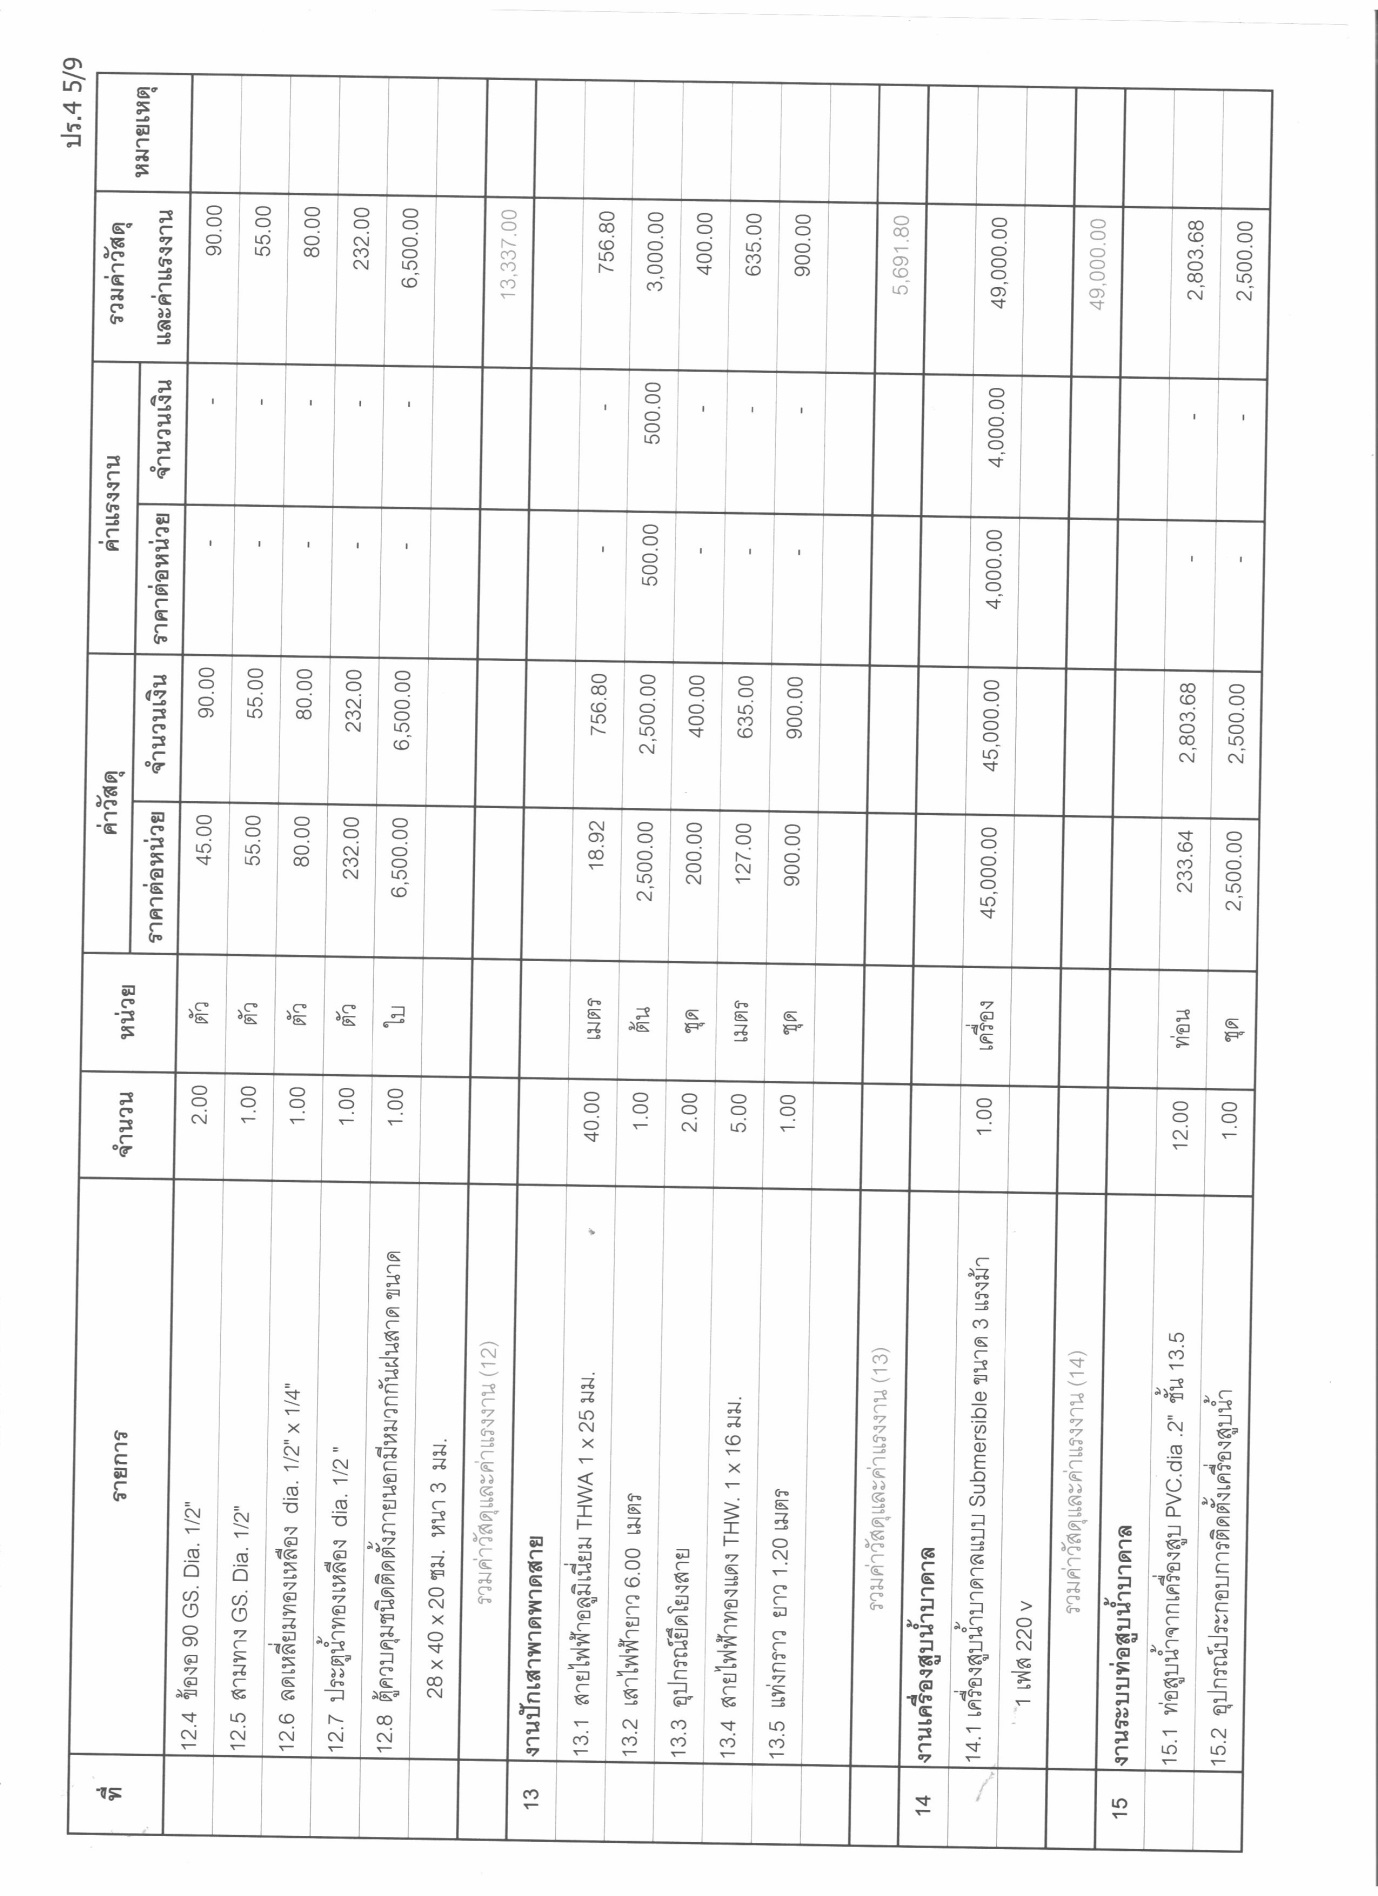 ปร.4 5/9
ที่ รายการ จำนวน หน่วย ค่าวัสดุ ค่าแรงงาน รวมค่าวัสดุ หมายเหตุ
ราคาต่อหน่วย จำนวนเงิน ราคาต่อหน่วย จำนวนเงิน และค่าแรงงาน
12.4 ข้องอ 90 GS. Dia. 1/2" 2.00 ตัว 45.00 90.00 - - 90.00
12.5 สามทาง GS. Dia. 1/2" 1.00 ตัว 55.00 55.00 - - 55.00
12.6 ลดเหลี่ยมทองเหลือง dia. 1/2" x 1/4" 1.00 ตัว 80.00 80.00 - - 80.00
12.7 ประตูน้ำทองเหลือง dia. 1/2 " 1.00 ตัว 232.00 232.00 - - 232.00
12.8 ตู้ควบคุมชนิดติดตั้งภายนอกมีหมวกกันฝนสาด ขนาด 1.00 ใบ 6,500.00 6,500.00 - - 6,500.00
28 x 40 x 20 ซม. หนา 3 มม.
รวมค่าวัสดุและค่าแรงงาน (12) 13,337.00
13 งานปักเสาพาดพาดสาย
13.1 สายไฟฟ้าอลูมิเนี่ยม THWA 1 x 25 มม. 40.00 เมตร 18.92 756.80 - - 756.80
13.2 เสาไฟฟ้ายาว 6.00 เมตร 1.00 ต้น 2,500.00 2,500.00 500.00 500.00 3,000.00
13.3 อุปกรณ์ยึดโยงสาย 2.00 ชุด 200.00 400.00 - - 400.00
13.4 สายไฟฟ้าทองแดง THW. 1 x 16 มม. 5.00 เมตร 127.00 635.00 - - 635.00
13.5 แท่งกราว ยาว 1.20 เมตร 1.00 ชุด 900.00 900.00 - - 900.00
รวมค่าวัสดุและค่าแรงงาน (13) 5,691.80
14 งานเครื่องสูบน้ำบาดาล
14.1 เครื่องสูบน้ำบาดาลแบบ Submersible ขนาด 3 แรงม้า 1.00 เครื่อง 45,000.00 45,000.00 4,000.00 4,000.00 49,000.00
1 เฟส 220 v
รวมค่าวัสดุและค่าแรงงาน (14) 49,000.00
15 งานระบบท่อสูบน้ำบาดาล
15.1 ท่อสูบน้ำจากเครื่องสูบ PVC.dia .2" ชั้น 13.5 12.00 ท่อน 233.64 2,803.68 - - 2,803.68
15.2 อุปกรณ์ประกอบการติดตั้งเครื่องสูบน้ำ 1.00 ชุด 2,500.00 2,500.00 - - 2,500.00